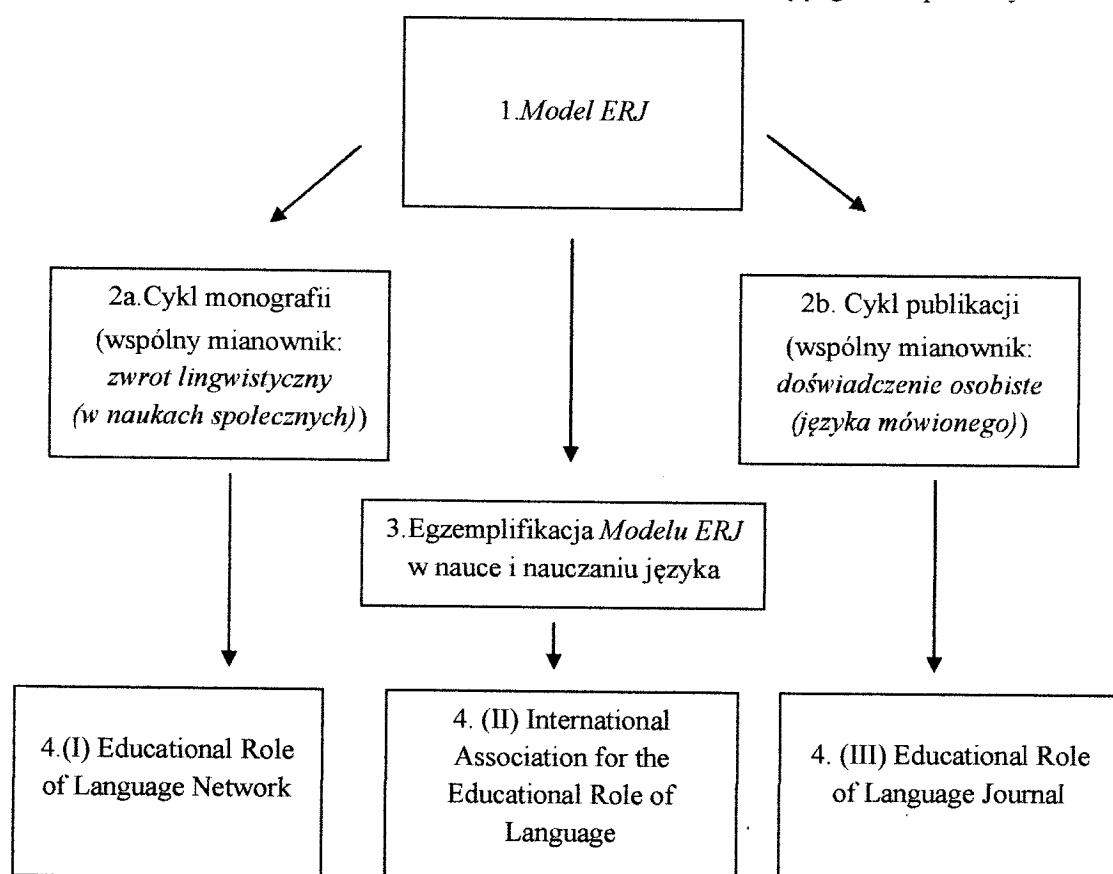 1.Model ERJ
2a.Cykl monografii
(wspólny mianownik:
zwrot lingwistyczny
(w naukach społecznych))
2b. Cykl publikacji
(wspólny mianownik:
doświadczenie osobiste
(języka mówionego))
3.Egzemplifikacja Modelu ERJ
w nauce i nauczaniu języka
4.(I) Educational Role
of Language Network
4. (II) International
Association for the
Educational Role of
Language
4. (III) Educational Role
of Language Journal